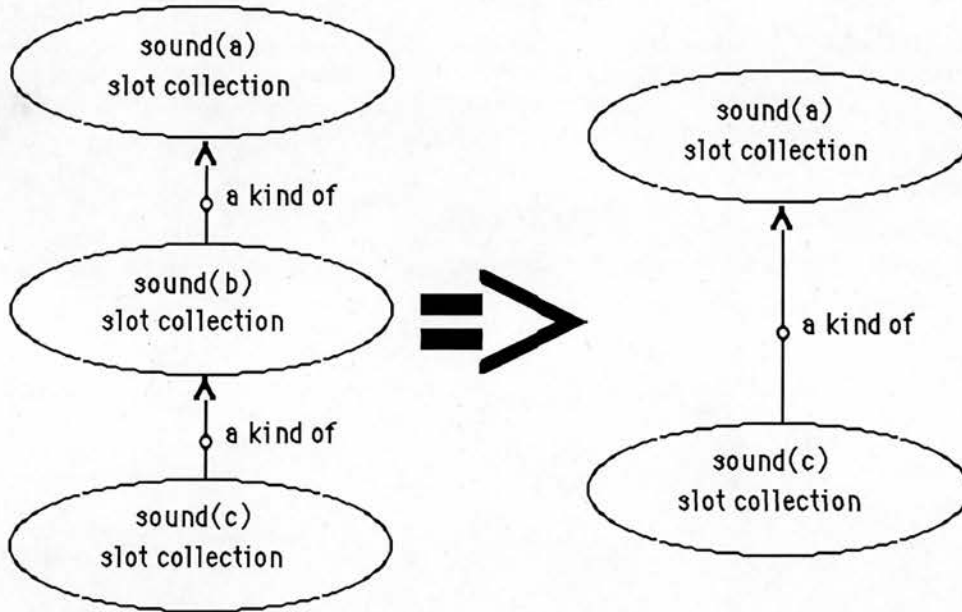 sound(a)
slot collection
a kind of
sound(b)
slot collection
a kind of
sound(c)
slot collection
sound(a)
slot collection
a kind of
sound(c)
slot collection